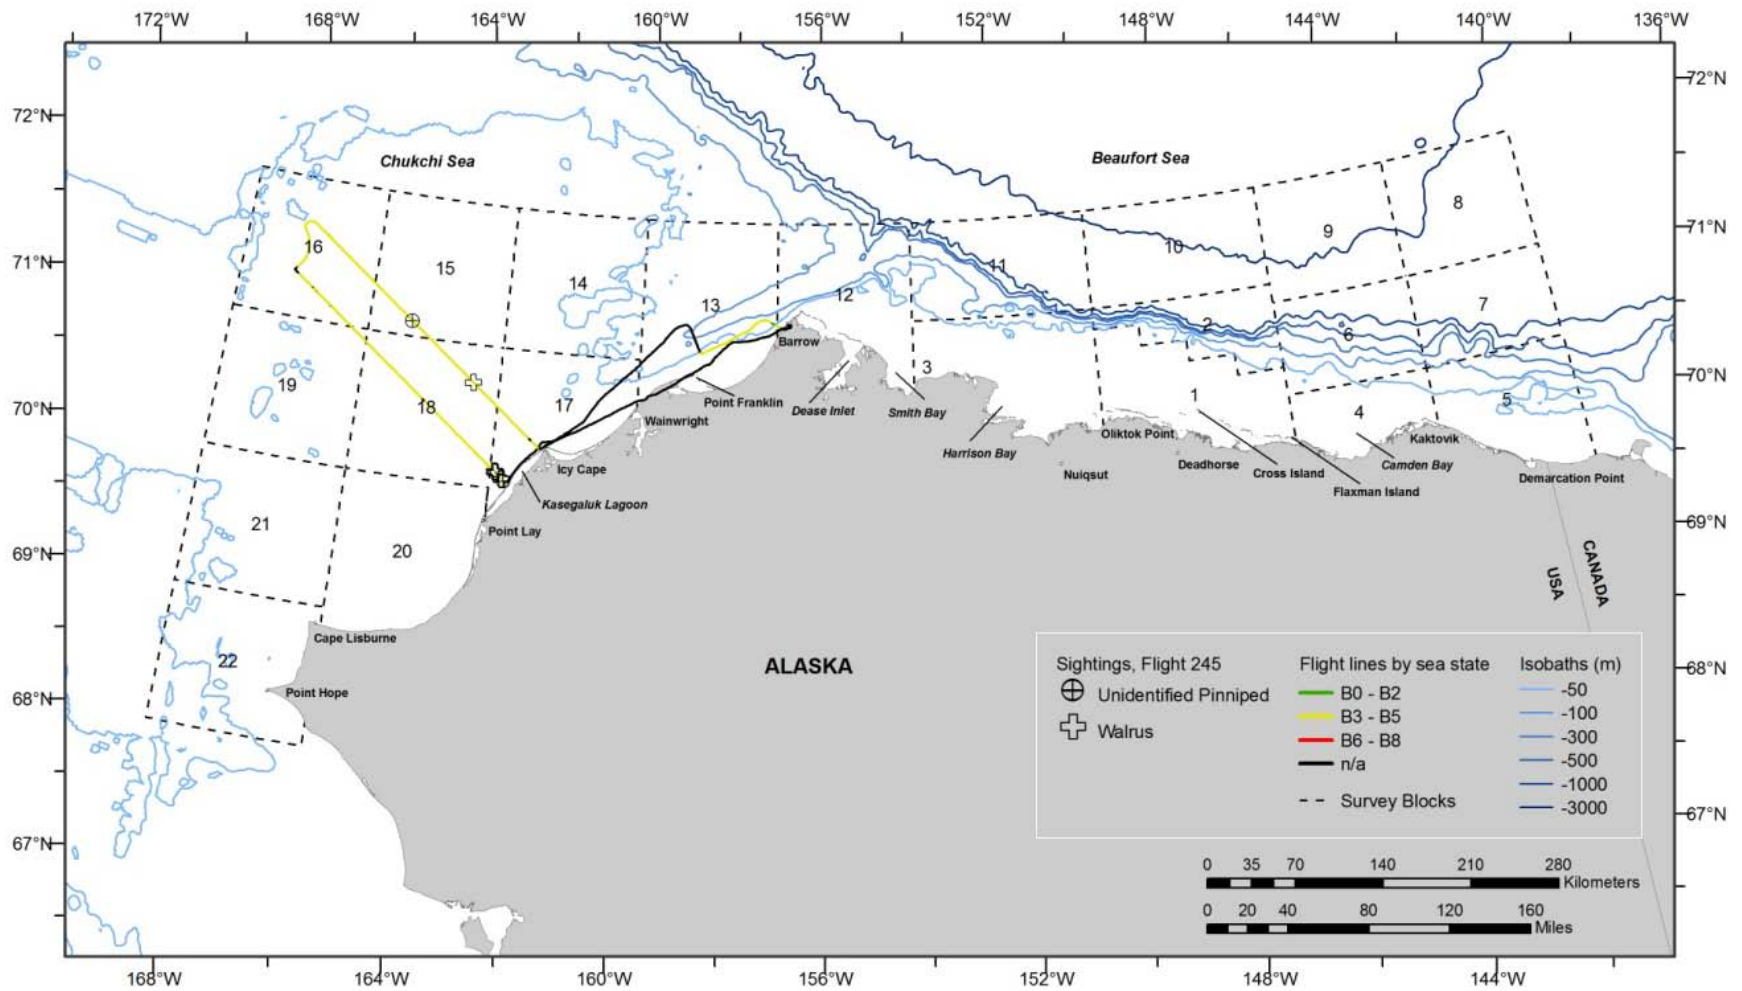 172°W 168°W 164°W 160°W 156°W 152°W 148°W 144°W 140°W 136°W
72°N 72°N
Chukchi Sea Beaufort Sea
8
71°N
16 9
10
71°N 15 11
14
13 12 7
2 6
Barrow
70°N
19 3
Point Franklin
70°N 18 17 Dease Inlet Smith Bay 1 4 5
Wainwright
Oliktok Point Kaktovik
Harrison Bay
Icy Cape Deadhorse Camden Bay
Nuiqsut Cross Island Demarcation Point
Kasegaluk Lagoon Flaxman Island
21 Point Lay 69°N
69°N 20
USA CANADA
Cape Lisburne
22 ALASKA 68°N
68°N Point Hope
Sightings, Flight 245
Unidentified Pinniped
Walrus
Flight lines by sea state
B0 - B2
B3 - B5
B6 - B8
n/a
Survey Blocks
Isobaths (m)
-50
-100
-300
-500
-1000
-3000
67°N 67°N
0 35 70 140 210 280
Kilometers
0 20 40 80 120 160
Miles
168°W 164°W 160°W 156°W 152°W 148°W 144°W